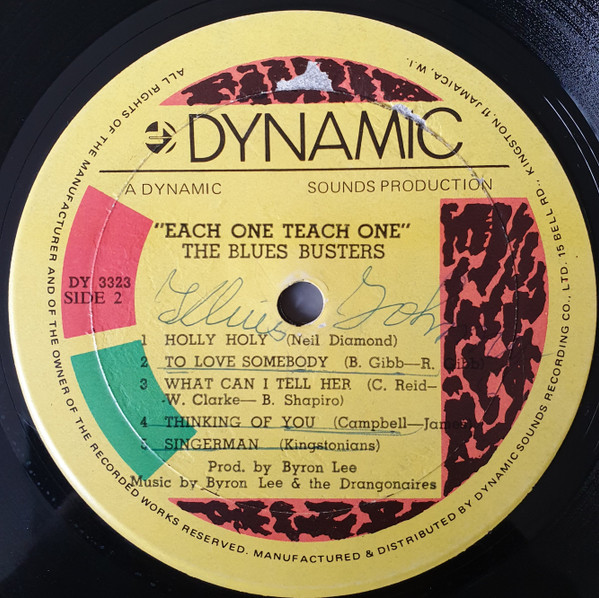 DYNAMIC
A DYNAMIC SOUNDS PRODUCTION
"EACH ONE TEACH ONE"
THE BLUES BUSTERS
DY 3323
SIDE 2
John
1 HOLLY HOLY (Neil Diamond)
2 TO LOVE SOMEBODY (B. Gibb—R. Gibb)
3 WHAT CAN I TELL HER (C. Reid—
W. Clarke— B. Shapiro)
4 THINKING OF YOU (Campbell—James)
5 SINGERMAN (Kingstonians)
Prod. by Byron Lee
Music by Byron Lee & the Drangonaires
ALL RIGHTS OF THE MANUFACTURER AND OF THE OWNER OF THE RECORDED WORKS RESERVED. MANUFACTURED & DISTRIBUTED BY DYNAMIC SOUNDS RECORDING CO., LTD. 15 BELL RD., KINGSTON, 11 JAMAICA, W.I.